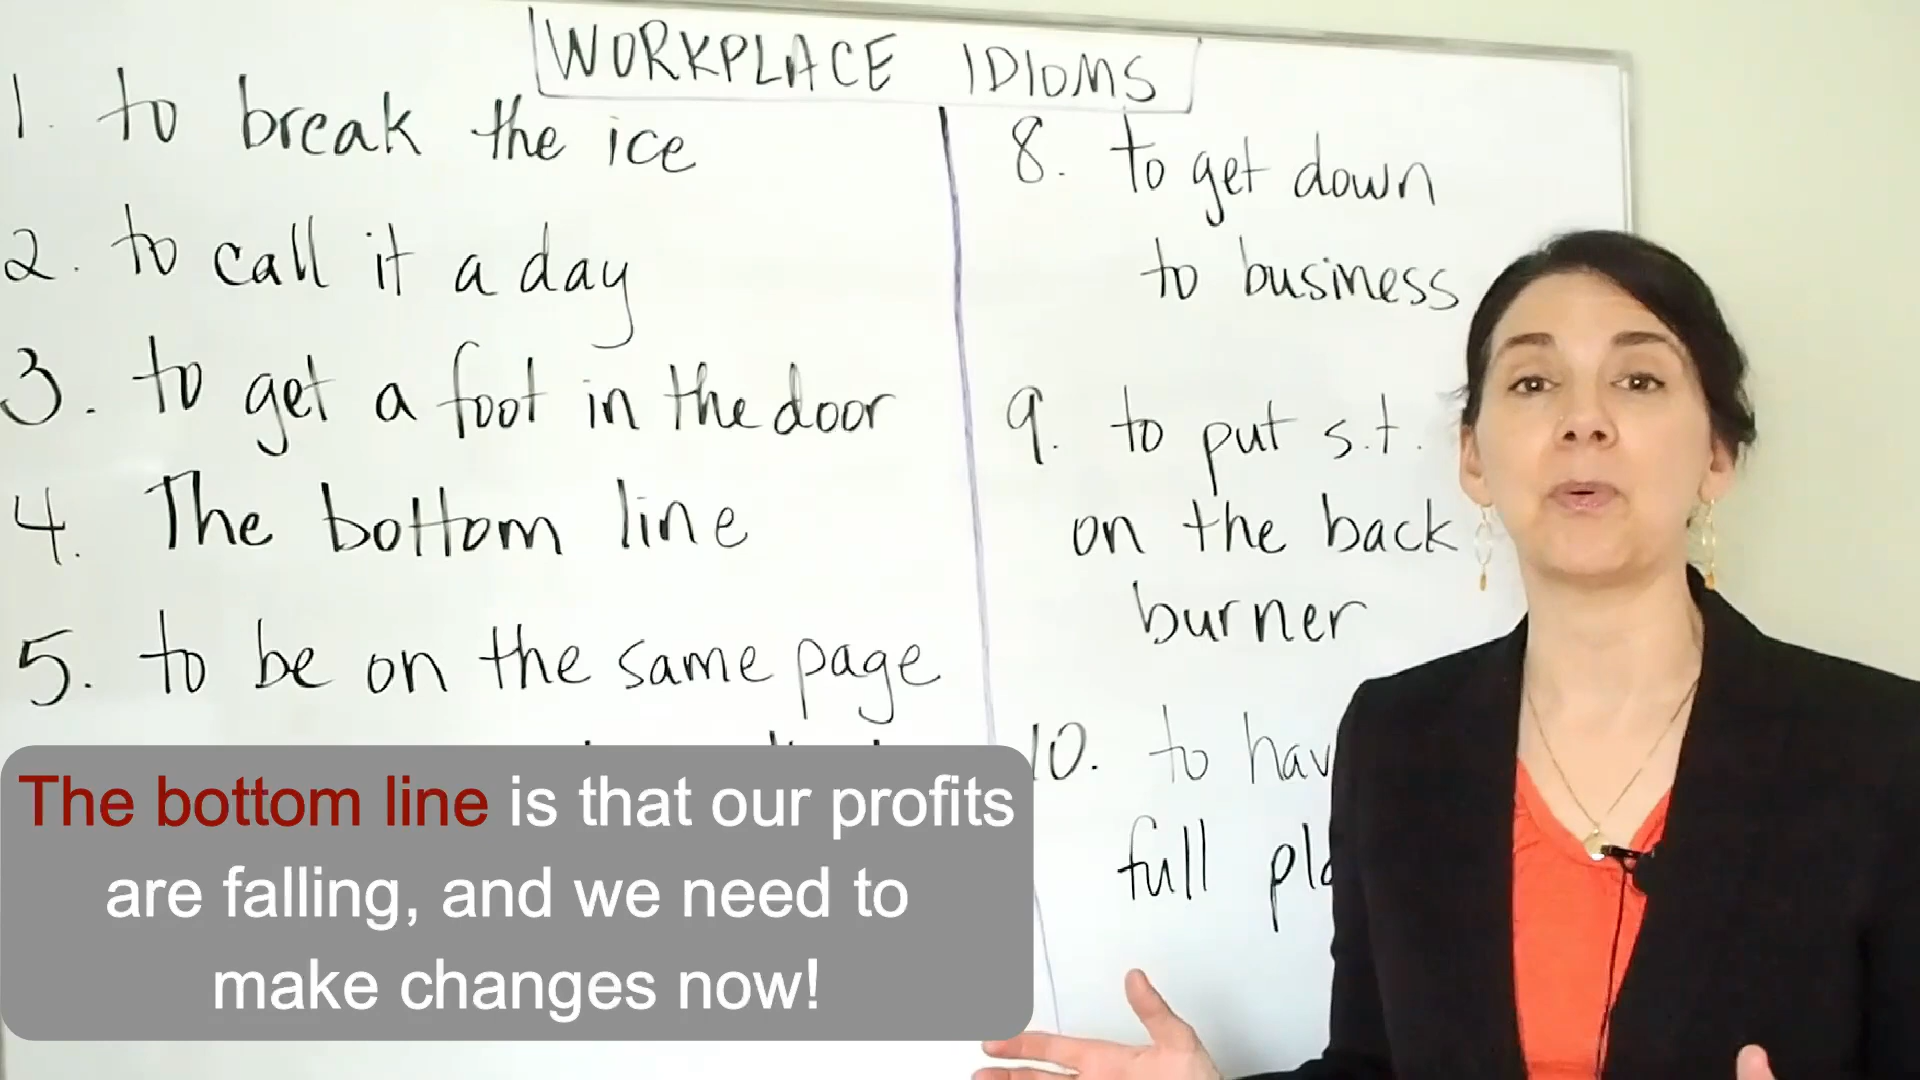 WORKPLACE IDIOMS
1. to break the ice
2. to call it a day
3. to get a foot in the door
4. The bottom line
5. to be on the same page
8. to get down
to business
9. to put s.t.
on the back
burner
10. to hav
full pla
The bottom line is that our profits
are falling, and we need to
make changes now!